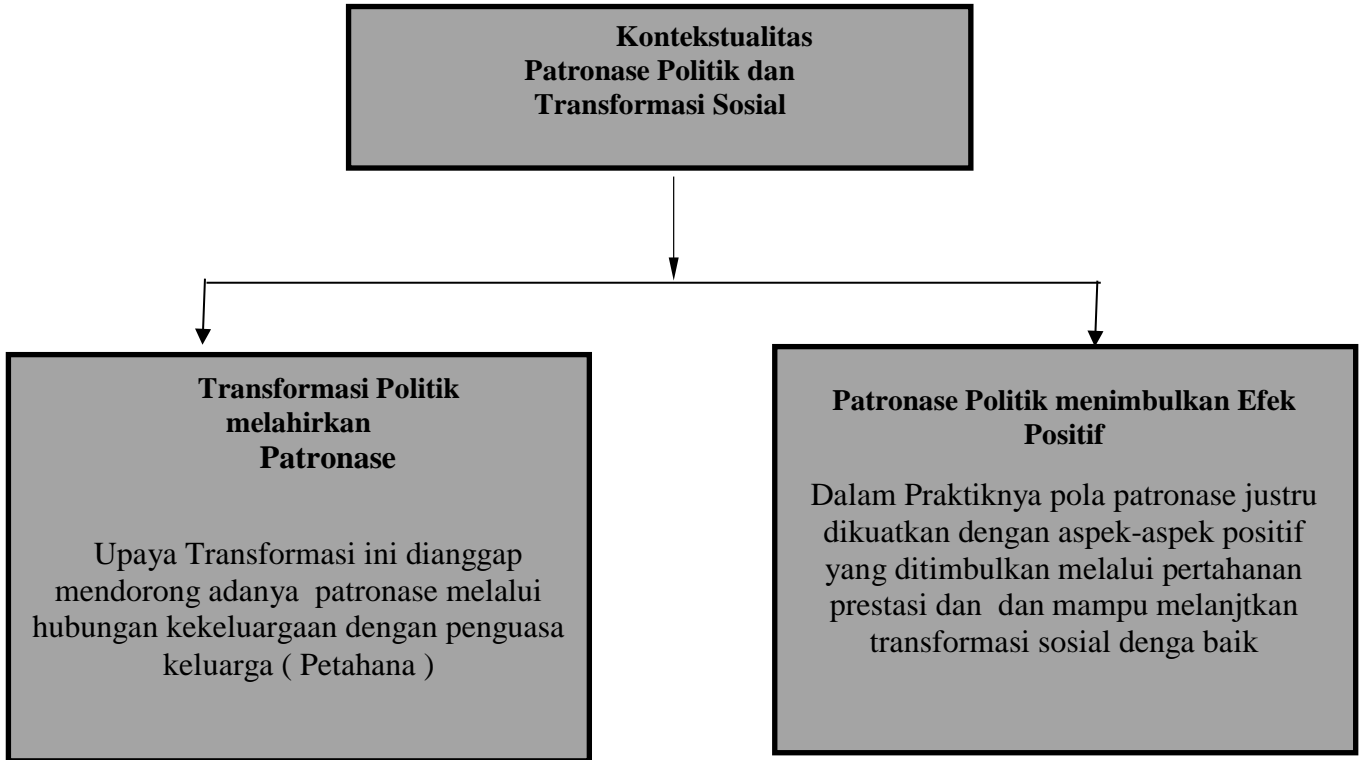 Kontekstualitas
Patronase Politik dan
Transformasi Sosial
Transformasi Politik
melahirkan
Patronase
Upaya Transformasi ini dianggap
mendorong adanya patronase melalui
hubungan kekeluargaan dengan penguasa
keluarga ( Petahana )
Patronase Politik menimbulkan Efek
Positif
Dalam Praktiknya pola patronase justru
dikuatkan dengan aspek-aspek positif
yang ditimbulkan melalui pertahanan
prestasi dan dan mampu melanjtkan
transformasi sosial denga baik